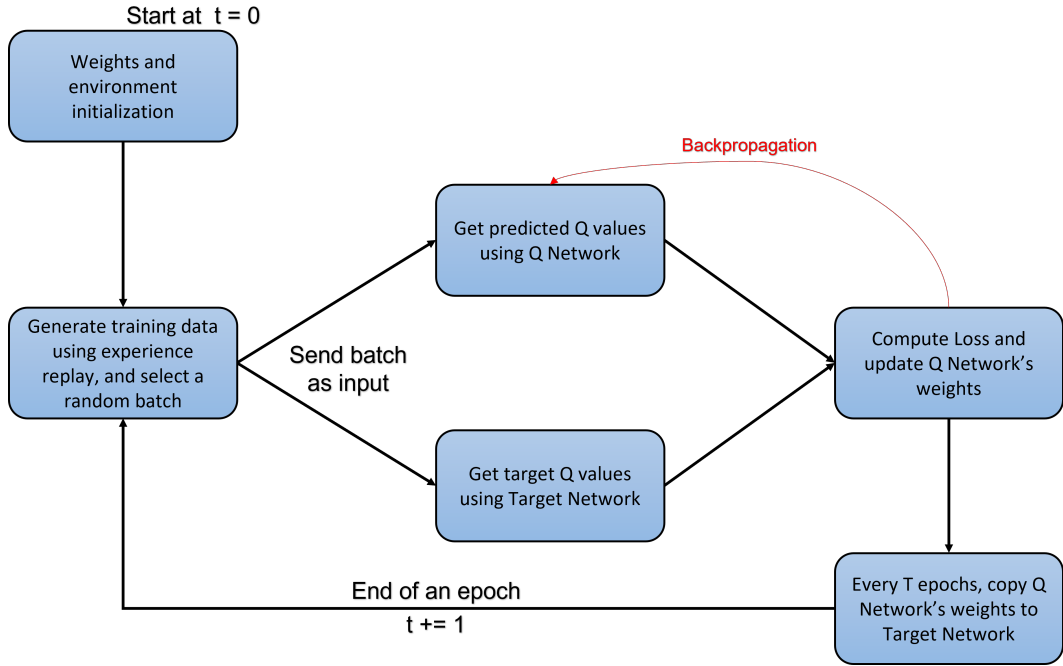 Start at  t = 0
Weights and
environment
initialization
Backpropagation
Get predicted Q values
using Q Network
Generate training data
using experience
replay, and select a
random batch
Send batch
as input
Compute Loss and
update Q Network's
weights
Get target Q values
using Target Network
Every T epochs, copy Q
Network's weights to
Target Network
End of an epoch
t += 1